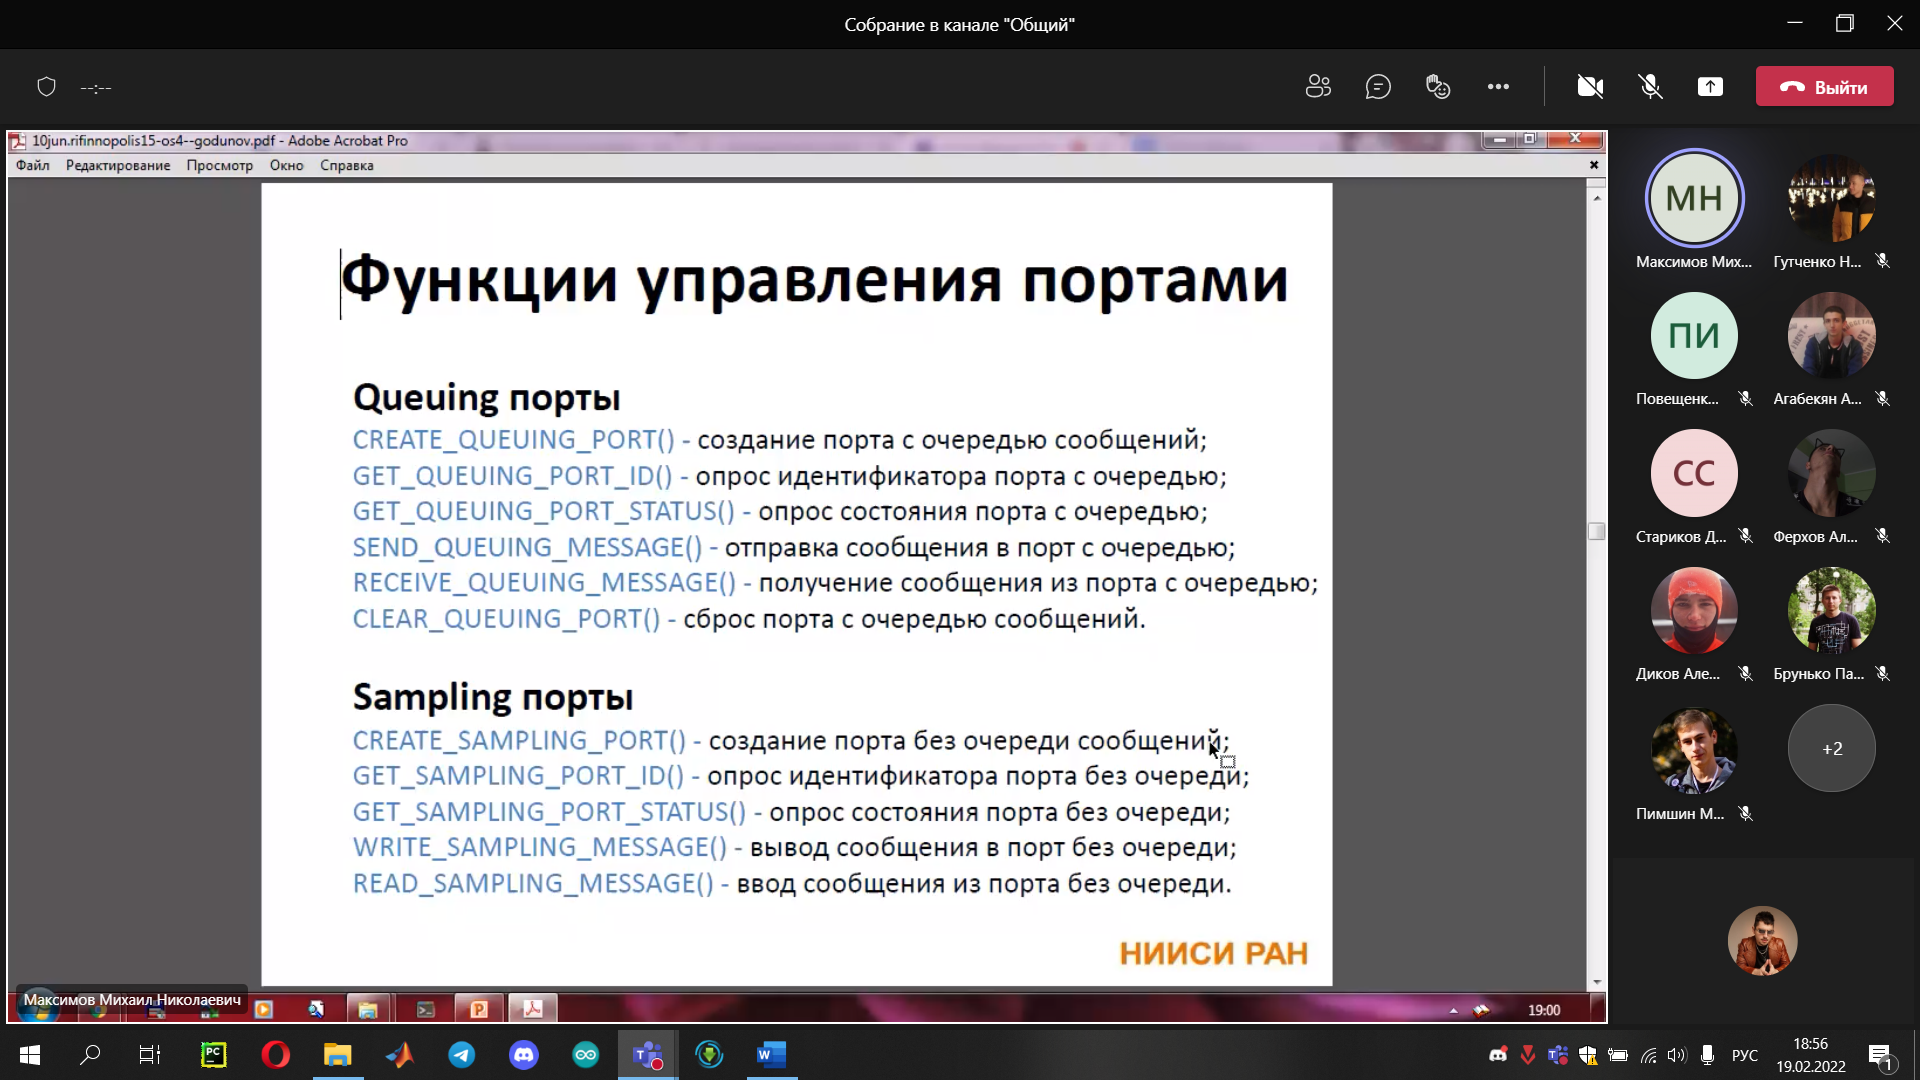 Собрание в канале "Общий"
--:--
Выйти
10jun.rifinnopolis15-os4--godunov.pdf - Adobe Acrobat Pro
Файл Редактирование Просмотр Окно Справка
Функции управления портами
Queuing порты
CREATE_QUEUING_PORT() - создание порта с очередью сообщений;
GET_QUEUING_PORT_ID() - опрос идентификатора порта с очередью;
GET_QUEUING_PORT_STATUS() - опрос состояния порта с очередью;
SEND_QUEUING_MESSAGE() - отправка сообщения в порт с очередью;
RECEIVE_QUEUING_MESSAGE() - получение сообщения из порта с очередью;
CLEAR_QUEUING_PORT() - сброс порта с очередью сообщений.
Sampling порты
CREATE_SAMPLING_PORT() - создание порта без очереди сообщений;
GET_SAMPLING_PORT_ID() - опрос идентификатора порта без очереди;
GET_SAMPLING_PORT_STATUS() - опрос состояния порта без очереди;
WRITE_SAMPLING_MESSAGE() - вывод сообщения в порт без очереди;
READ_SAMPLING_MESSAGE() - ввод сообщения из порта без очереди.
НИИСИ РАН
Максимов Михаил Николаевич
19:00
МН
Максимов Мих... Гутченко Н...
ПИ
Повещенк... Агабекян А...
СС
Стариков Д... Ферхов Ал...
Диков Але... Брунько Па...
+2
Пимшин М...
PC
W
РУС
18:56
19.02.2022
1